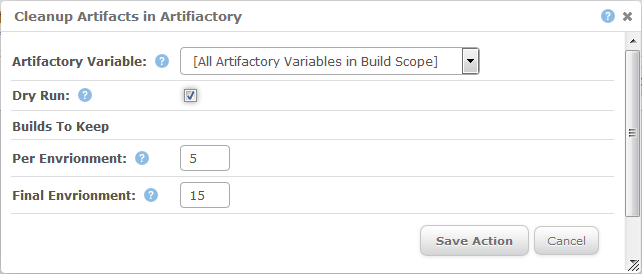 Cleanup Artifacts in Artifiactory
Artifactory Variable: [All Artifactory Variables in Build Scope]
Dry Run:
Builds To Keep
Per Envrionment: 5
Final Envrionment: 15
Save Action Cancel